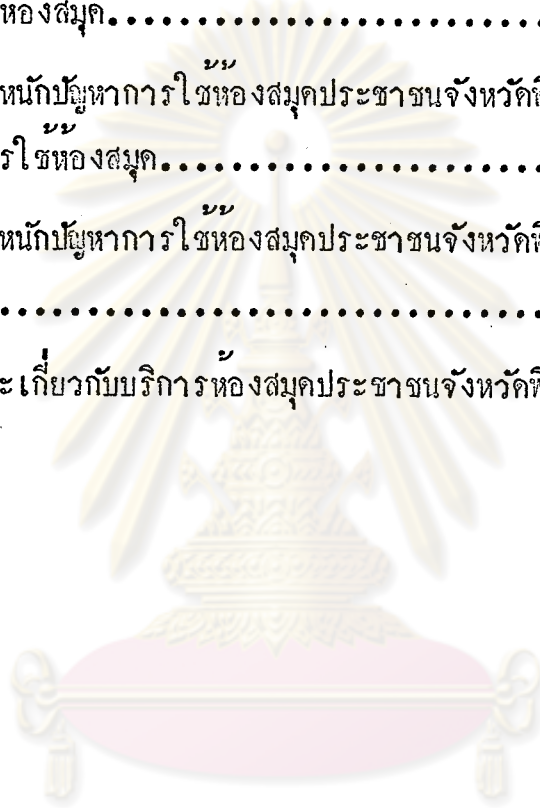 ห้องสมุด........................
หนักปัญหาการใช้ห้องสมุดประชาชนจังหวัดพิ
รใช้ห้องสมุด......................
หนักปัญหาการใช้ห้องสมุดประชาชนจังหวัดพิ
..............................
ะเกี่ยวกับบริการห้องสมุดประชาชนจังหวัดพิ